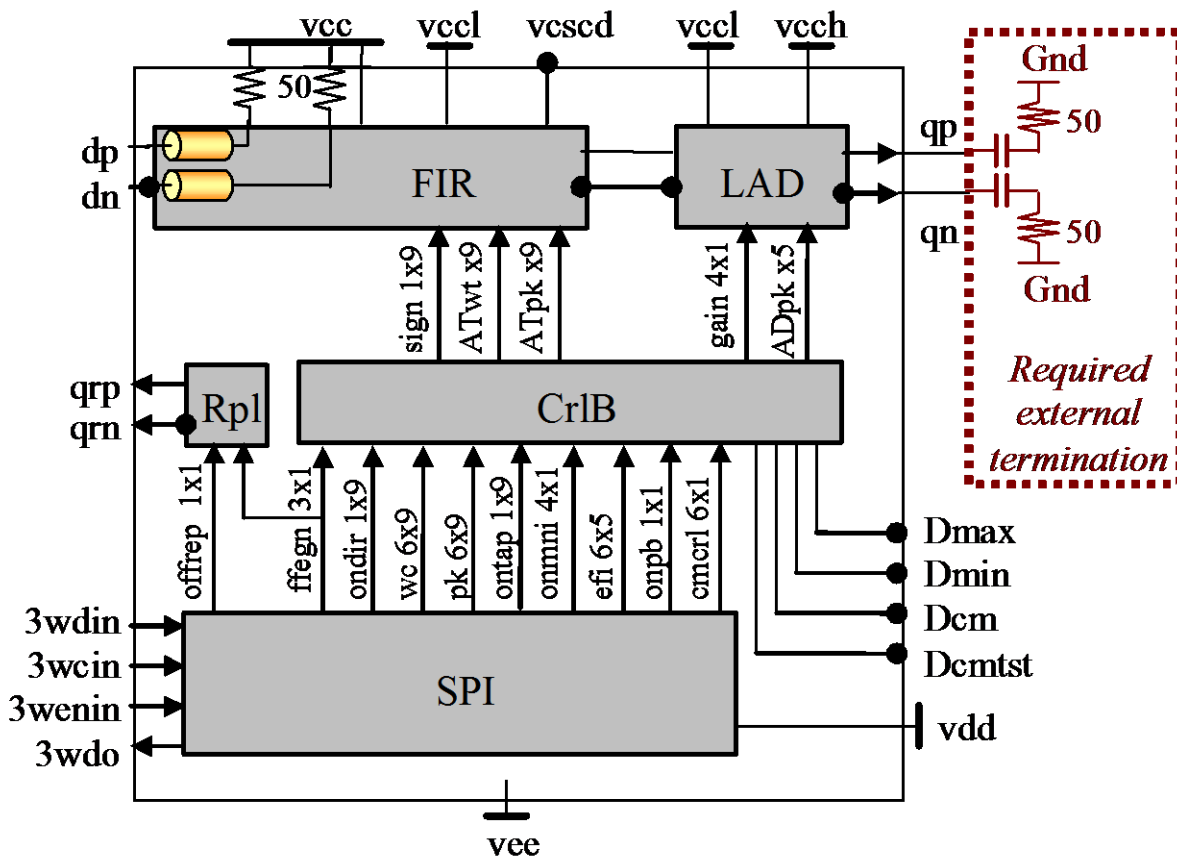 vcc
vccl
vcscd
vccl
vcch
Gnd
50
50
dp
dn
FIR
LAD
qp
qn
50
Gnd
sign 1x9
ATwt x9
ATpk x9
gain 4x1
ADpk x5
Required
external
termination
qrp
qrn
Rpl
CrlB
offrep 1x1
ffegn 3x1
ondir 1x9
wc 6x9
pk 6x9
ontap 1x9
onmni 4x1
efi 6x5
onpb 1x1
cmcrl 6x1
Dmax
Dmin
Dcm
Dcmtst
3wdin
3wcin
3wenin
3wdo
SPI
vdd
vee